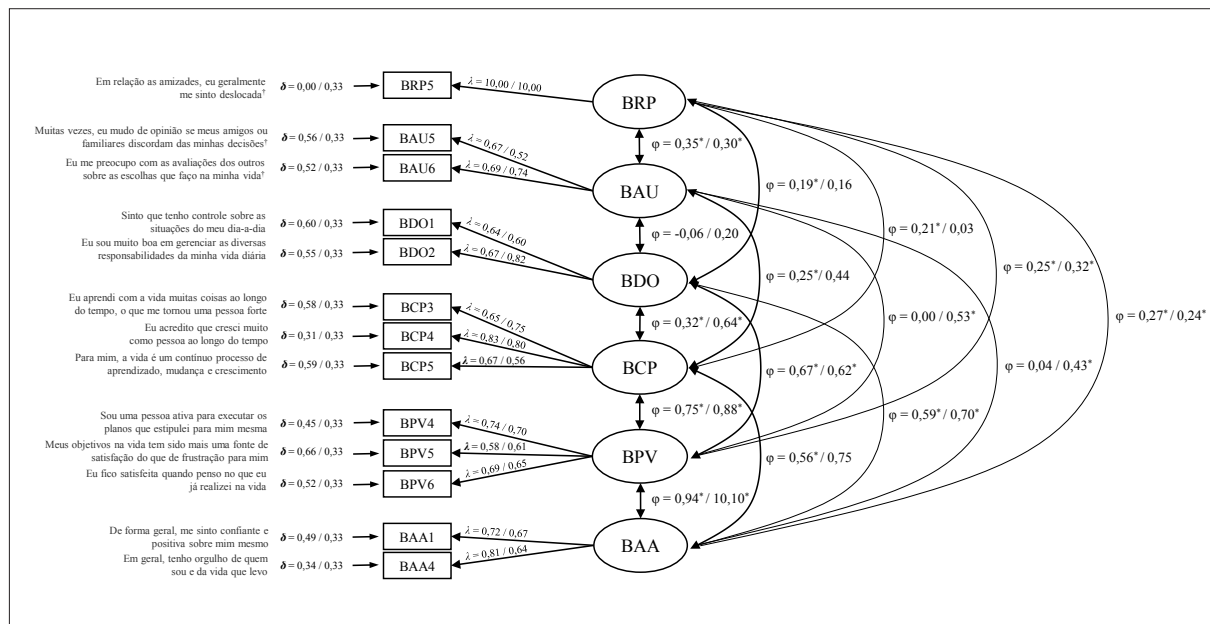 Em relação as amizades, eu geralmente
me sinto deslocada†
δ = 0,00 / 0,33
BRP5
λ = 10,00 / 10,00
BRP
Muitas vezes, eu mudo de opinião se meus amigos ou
familiares discordam das minhas decisões†
δ = 0,56 / 0,33
BAU5
λ = 0,67 / 0,52
Eu me preocupo com as avaliações dos outros
sobre as escolhas que faço na minha vida†
δ = 0,52 / 0,33
BAU6
λ = 0,69 / 0,74
BAU
Sinto que tenho controle sobre as
situações do meu dia-a-dia
δ = 0,60 / 0,33
BDO1
λ = 0,64 / 0,60
Eu sou muito boa em gerenciar as diversas
responsabilidades da minha vida diária
δ = 0,55 / 0,33
BDO2
λ = 0,67 / 0,82
BDO
Eu aprendi com a vida muitas coisas ao longo
do tempo, o que me tornou uma pessoa forte
δ = 0,58 / 0,33
BCP3
λ = 0,65 / 0,75
Eu acredito que cresci muito
como pessoa ao longo do tempo
δ = 0,31 / 0,33
BCP4
λ = 0,83 / 0,80
Para mim, a vida é um continuo processo de
aprendizado, mudança e crescimento
δ = 0,59 / 0,33
BCP5
λ = 0,67 / 0,56
BCP
Sou uma pessoa ativa para executar os
planos que estipulei para mim mesma
δ = 0,45 / 0,33
BPV4
λ = 0,74 / 0,70
Meus objetivos na vida tem sido mais uma fonte de
satisfação do que de frustração para mim
δ = 0,66 / 0,33
BPV5
λ = 0,58 / 0,61
Eu fico satisfeita quando penso no que eu
já realizei na vida
δ = 0,52 / 0,33
BPV6
λ = 0,69 / 0,65
BPV
De forma geral, me sinto confiante e
positiva sobre mim mesmo
δ = 0,49 / 0,33
BAA1
λ = 0,72 / 0,67
Em geral, tenho orgulho de quem
sou e da vida que levo
δ = 0,34 / 0,33
BAA4
λ = 0,81 / 0,64
BAA
φ = 0,35* / 0,30*
φ = 0,19* / 0,16
φ = -0,06 / 0,20
φ = 0,21* / 0,03
φ = 0,25* / 0,44
φ = 0,25* / 0,32*
φ = 0,32* / 0,64*
φ = 0,00 / 0,53*
φ = 0,27* / 0,24*
φ = 0,67* / 0,62*
φ = 0,04 / 0,43*
φ = 0,75* / 0,88*
φ = 0,59* / 0,70*
φ = 0,56* / 0,75
φ = 0,94* / 10,10*